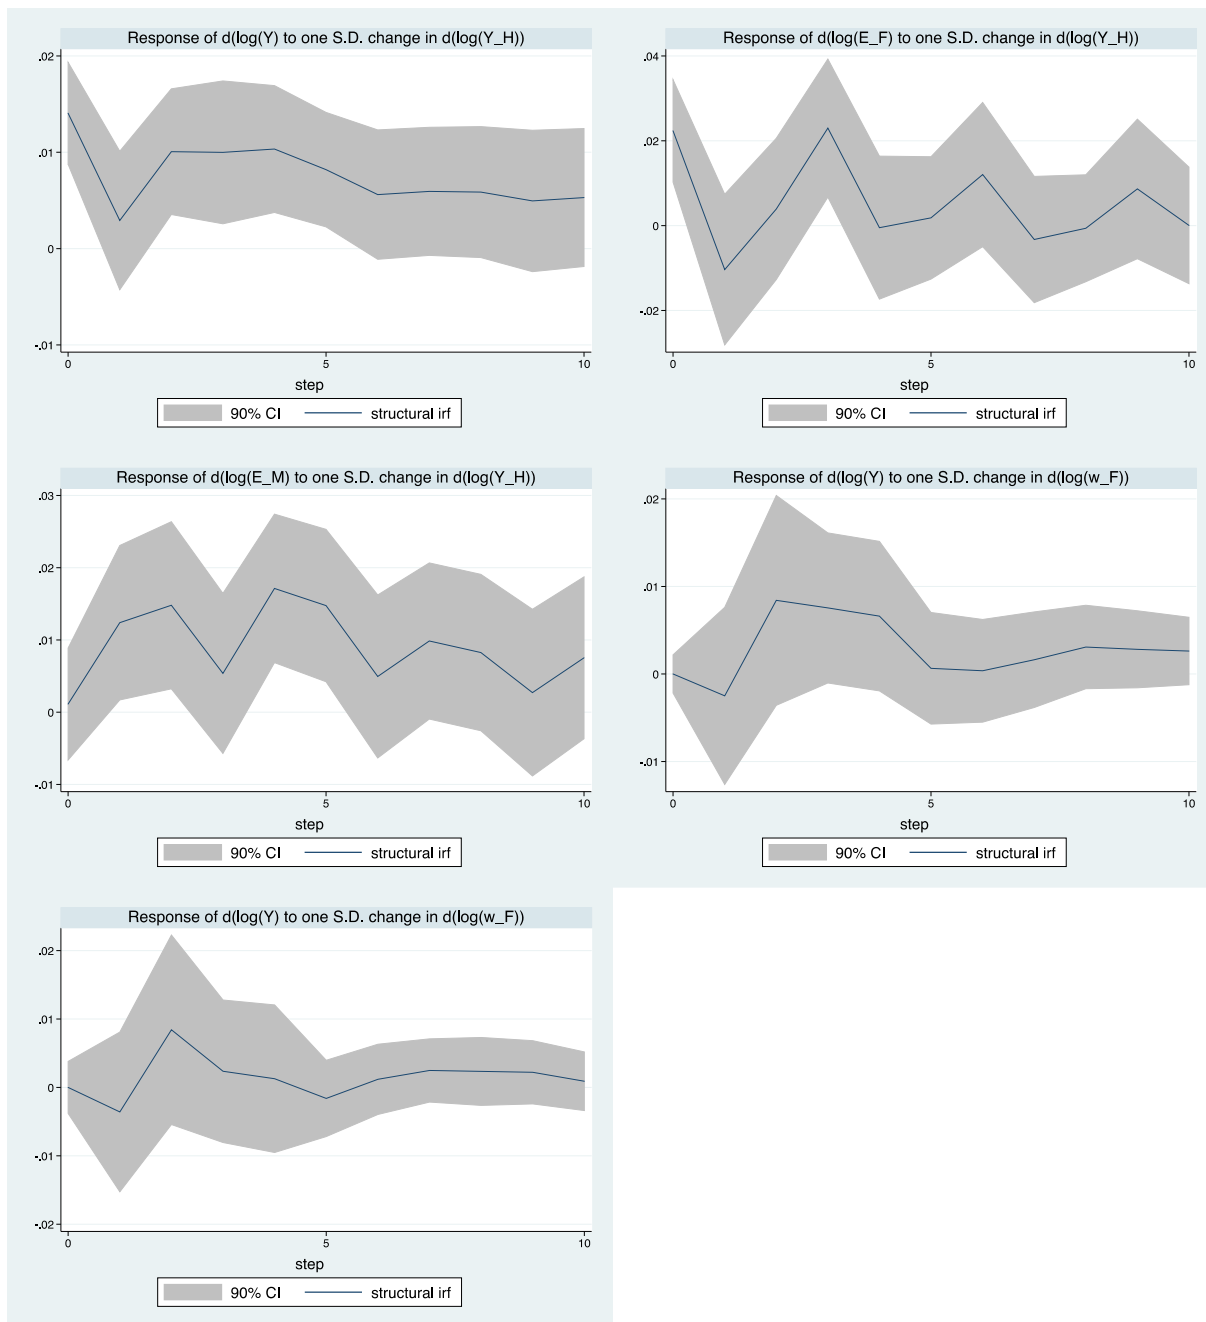 Response of d(log(Y) to one S.D. change in d(log(Y_H))
.02
.01
0
-.01
0 5 10
step
90% CI structural irf
Response of d(log(E_F) to one S.D. change in d(log(Y_H))
.04
.02
0
-.02
0 5 10
step
90% CI structural irf
Response of d(log(E_M) to one S.D. change in d(log(Y_H))
.03
.02
.01
0
-.01
0 5 10
step
90% CI structural irf
Response of d(log(Y) to one S.D. change in d(log(w_F))
.02
.01
0
-.01
0 5 10
step
90% CI structural irf
Response of d(log(Y) to one S.D. change in d(log(w_F))
.02
.01
0
-.01
-.02
0 5 10
step
90% CI structural irf